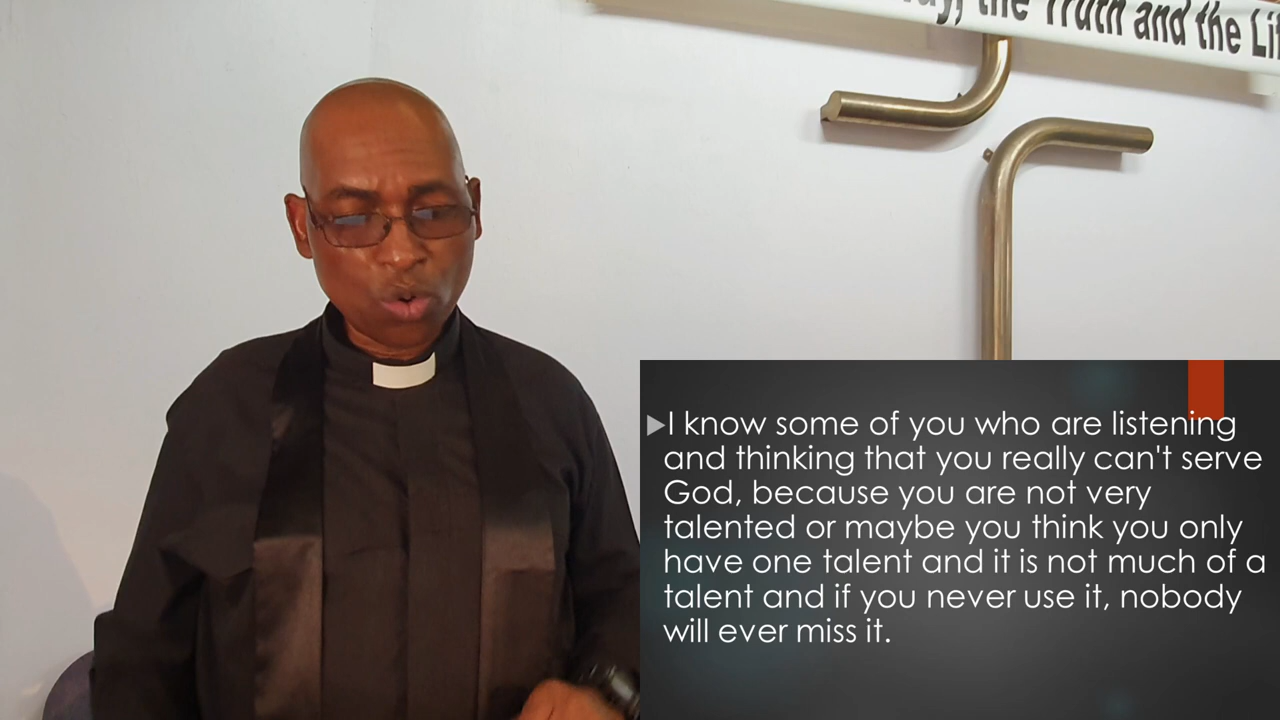 the Truth and the
I know some of you who are listening
and thinking that you really can't serve
God, because you are not very
talented or maybe you think you only
have one talent and it is not much of a
talent and if you never use it, nobody
will ever miss it.